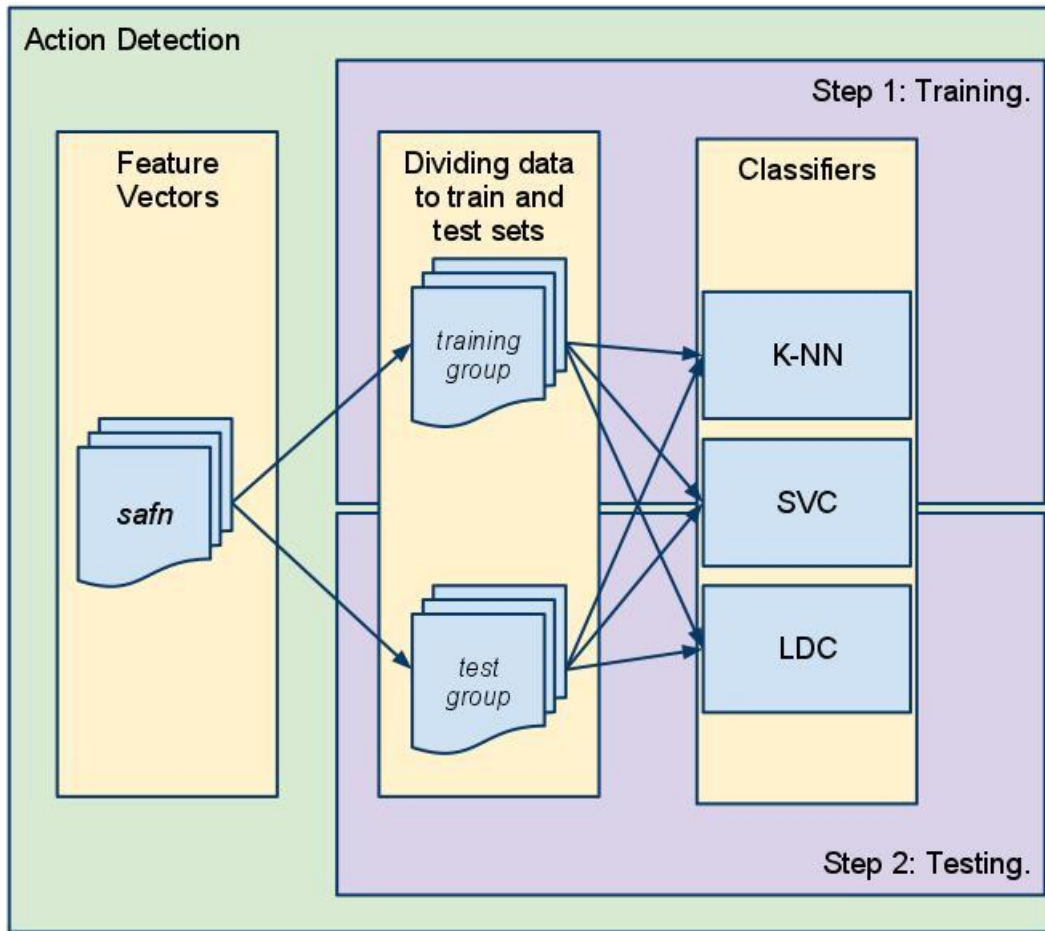 Action Detection
Step 1: Training.
Feature
Vectors
Dividing data
to train and
test sets
Classifiers
training
group
K-NN
safn
SVC
test
group
LDC
Step 2: Testing.